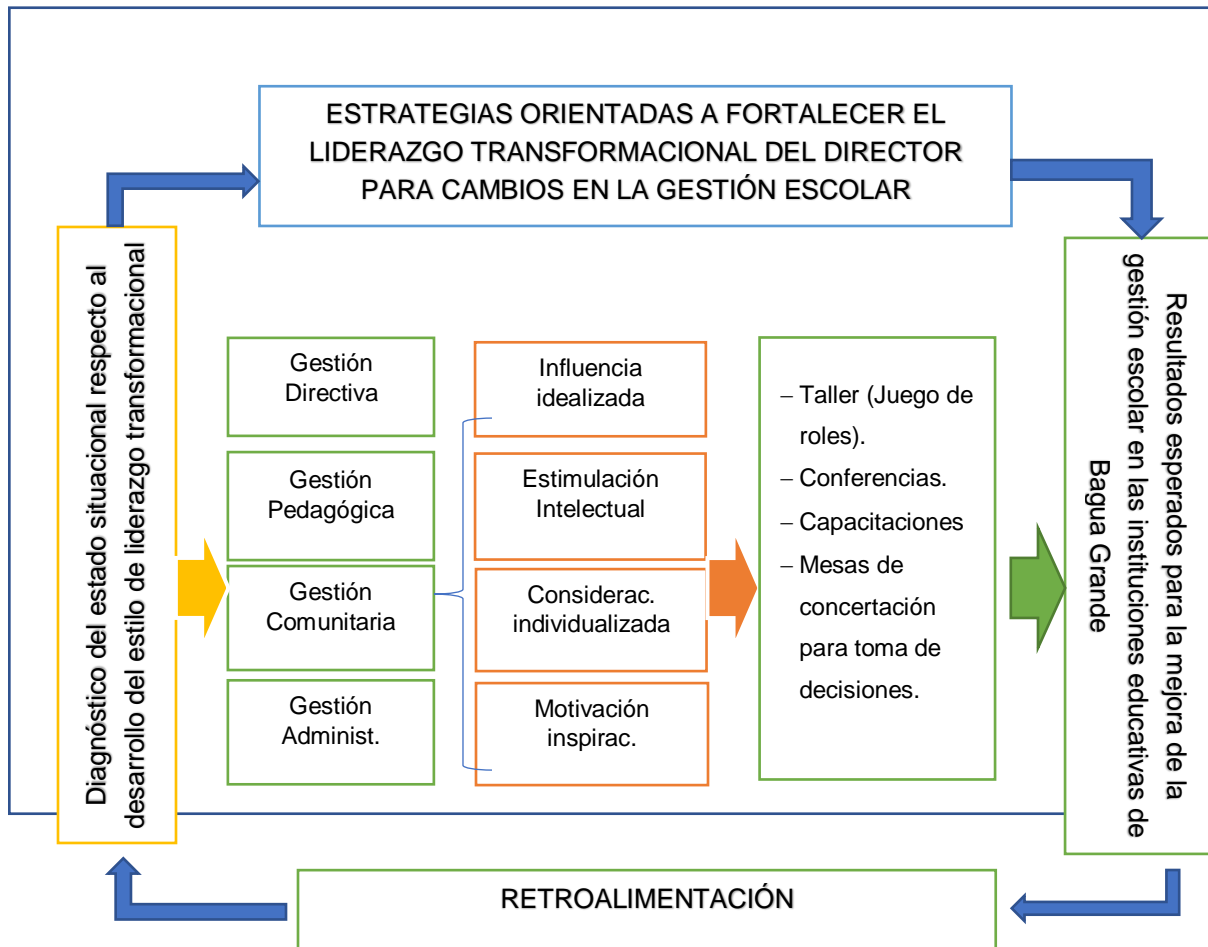 ESTRATEGIAS ORIENTADAS A FORTALECER EL
LIDERAZGO TRANSFORMACIONAL DEL DIRECTOR
PARA CAMBIOS EN LA GESTIÓN ESCOLAR
Diagnóstico del estado situacional respecto al
desarrollo del estilo de liderazgo transformacional
Gestión
Directiva
Gestión
Pedagógica
Gestión
Comunitaria
Gestión
Administ.
Influencia
idealizada
Estimulación
Intelectual
Considerac.
individualizada
Motivación
inspirac.
– Taller (Juego de
roles).
– Conferencias.
– Capacitaciones
– Mesas de
concertación
para toma de
decisiones.
Resultados esperados para la mejora de la
gestión escolar en las instituciones educativas de
Bagua Grande
RETROALIMENTACIÓN